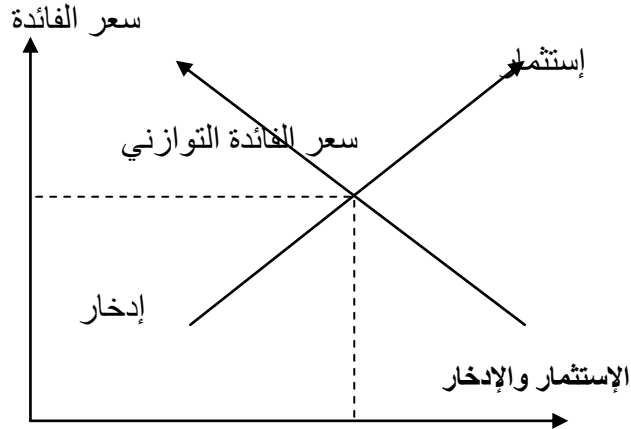 سعر الفائدة
إستثمار
سعر الفائدة التوازني
إدخار
الإستثمار والإدخار